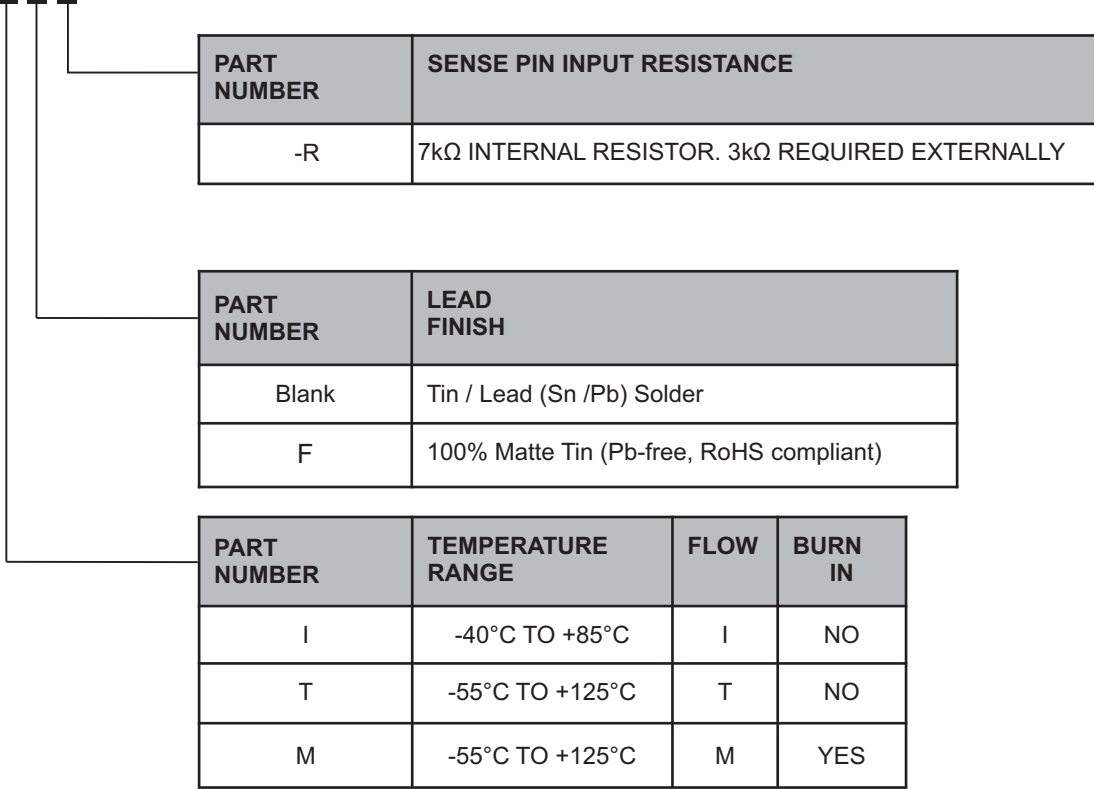 PART NUMBER SENSE PIN INPUT RESISTANCE
-R 7kΩ INTERNAL RESISTOR. 3kΩ REQUIRED EXTERNALLY
PART NUMBER LEAD FINISH
Blank Tin / Lead (Sn /Pb) Solder
F 100% Matte Tin (Pb-free, RoHS compliant)
PART NUMBER TEMPERATURE RANGE FLOW BURN IN
I -40°C TO +85°C I NO
T -55°C TO +125°C T NO
M -55°C TO +125°C M YES